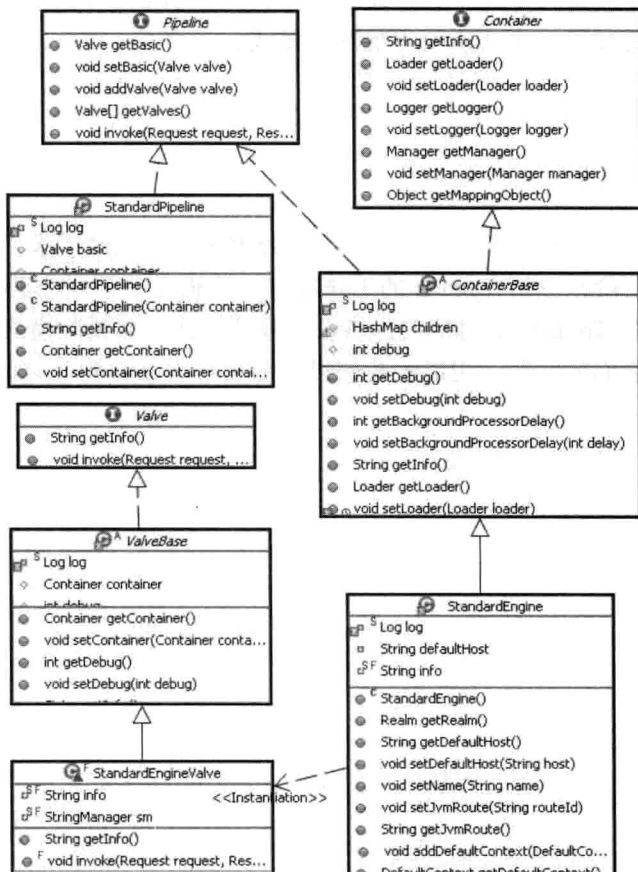 Pipeline
Valve getBasic()
void setBasic(Valve valve)
void addValve(Valve valve)
Valve[] getValves()
void invoke(Request request, Res...
Container
String getInfo()
Loader getLoader()
void setLoader(Loader loader)
Logger getLogger()
void setLogger(Logger logger)
Manager getManager()
void setManager(Manager manager)
Object getMappingObject()
StandardPipeline
S Log log
Valve basic
Container container
C StandardPipeline()
C StandardPipeline(Container container)
String getInfo()
Container getContainer()
void setContainer(Container contai...
A ContainerBase
S Log log
HashMap children
int debug
int getDebug()
void setDebug(int debug)
int getBackgroundProcessorDelay()
void setBackgroundProcessorDelay(int delay)
String getInfo()
Loader getLoader()
void setLoader(Loader loader)
Valve
String getInfo()
void invoke(Request request, ...
A ValveBase
S Log log
Container container
int debug
Container getContainer()
void setContainer(Container conta...
int getDebug()
void setDebug(int debug)
StandardEngine
S Log log
String defaultHost
S F String info
C StandardEngine()
Realm getRealm()
String getDefaultHost()
void setDefaultHost(String host)
void setName(String name)
void setJvmRoute(String routeId)
String getJvmRoute()
void addDefaultContext(DefaultCo...
DefaultContext getDefaultContext()
F StandardEngineValve
S F String info
S F StringManager sm
String getInfo()
F void invoke(Request request, Res...
<<Instantiation>>